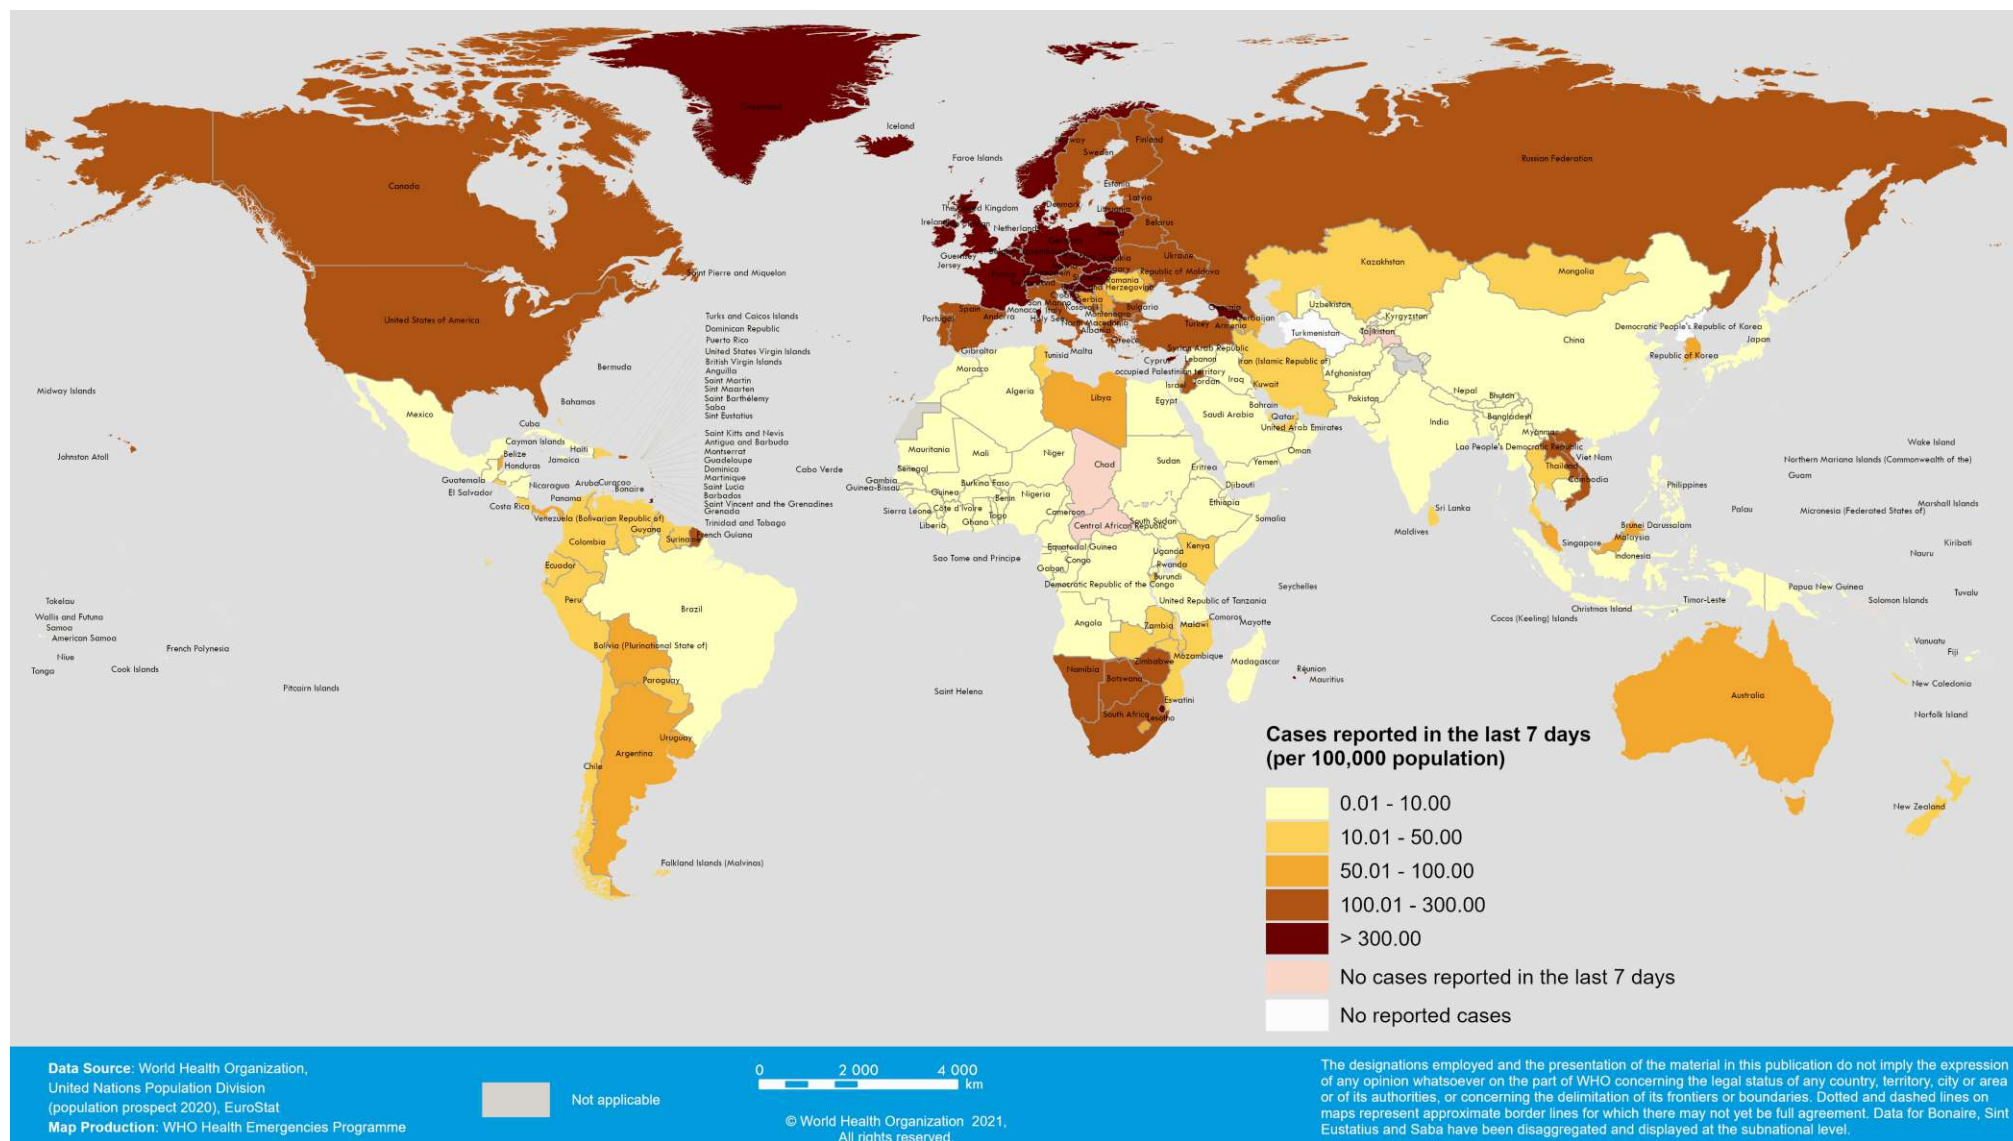 Greenland
Iceland
Faroe Islands
Norway
Sweden
Finland
Russian Federation
Canada
Estonia
Latvia
Denmark
Lithuania
The United Kingdom
Belarus
Ireland
Netherlands
Poland
Guernsey
Jersey
Ukraine
Kazakhstan
Mongolia
Saint Pierre and Miquelon
Republic of Moldova
Romania
Bosnia and Herzegovina
Serbia
Croatia
San Marino
Spain
Monaco
Italy
Kosovo[1]
Bulgaria
Montenegro
Portugal
Andorra
Holy See
North Macedonia
Albania
Greece
Georgia
Azerbaijan
Turkey
Armenia
Uzbekistan
Kyrgyzstan
Turkmenistan
Tajikistan
China
Democratic People's Republic of Korea
Japan
Republic of Korea
United States of America
Turks and Caicos Islands
Dominican Republic
Puerto Rico
United States Virgin Islands
British Virgin Islands
Anguilla
Saint Martin
Sint Maarten
Saint Barthélemy
Saba
Sint Eustatius
Saint Kitts and Nevis
Antigua and Barbuda
Montserrat
Guadeloupe
Dominica
Martinique
Saint Lucia
Barbados
Saint Vincent and the Grenadines
Grenada
Trinidad and Tobago
French Guiana
Bermuda
Bahamas
Midway Islands
Johnston Atoll
Mexico
Cuba
Cayman Islands
Haiti
Belize
Jamaica
Honduras
Guatemala
El Salvador
Nicaragua
Aruba
Curacao
Bonaire
Panama
Costa Rica
Venezuela (Bolivarian Republic of)
Guyana
Suriname
Colombia
Ecuador
Peru
Brazil
Bolivia (Plurinational State of)
Paraguay
Uruguay
Argentina
Chile
Falkland Islands (Malvinas)
Tokelau
Wallis and Futuna
Samoa
American Samoa
Niue
Tonga
Cook Islands
French Polynesia
Pitcairn Islands
Gibraltar
Tunisia
Malta
Cyprus
Syrian Arab Republic
Lebanon
occupied Palestinian territory
Israel
Jordan
Iraq
Iran (Islamic Republic of)
Kuwait
Afghanistan
Pakistan
Nepal
Bhutan
Bangladesh
India
Myanmar
Lao People's Democratic Republic
Viet Nam
Thailand
Cambodia
Philippines
Sri Lanka
Maldives
Brunei Darussalam
Malaysia
Singapore
Indonesia
Morocco
Algeria
Libya
Egypt
Bahrain
Qatar
Saudi Arabia
United Arab Emirates
Oman
Yemen
Mauritania
Mali
Niger
Chad
Sudan
Eritrea
Djibouti
Ethiopia
Somalia
Cabo Verde
Senegal
Gambia
Guinea-Bissau
Guinea
Burkina Faso
Benin
Nigeria
Sierra Leone
Côte d'Ivoire
Togo
Ghana
Liberia
Cameroon
Central African Republic
South Sudan
Sao Tome and Principe
Equatorial Guinea
Gabon
Congo
Uganda
Kenya
Rwanda
Burundi
Democratic Republic of the Congo
United Republic of Tanzania
Seychelles
Angola
Zambia
Malawi
Comoros
Mayotte
Mozambique
Madagascar
Zimbabwe
Namibia
Botswana
Réunion
Mauritius
Saint Helena
Eswatini
South Africa
Lesotho
Wake Island
Northern Mariana Islands (Commonwealth of the)
Guam
Marshall Islands
Palau
Micronesia (Federated States of)
Kiribati
Nauru
Papua New Guinea
Tuvalu
Solomon Islands
Timor-Leste
Christmas Island
Cocos (Keeling) Islands
Vanuatu
Fiji
New Caledonia
Norfolk Island
Australia
New Zealand
Cases reported in the last 7 days
(per 100,000 population)
0.01 - 10.00
10.01 - 50.00
50.01 - 100.00
100.01 - 300.00
> 300.00
No cases reported in the last 7 days
No reported cases
Data Source: World Health Organization,
United Nations Population Division
(population prospect 2020), EuroStat
Map Production: WHO Health Emergencies Programme
Not applicable
0 2 000 4 000
km
© World Health Organization 2021,
All rights reserved.
The designations employed and the presentation of the material in this publication do not imply the expression
of any opinion whatsoever on the part of WHO concerning the legal status of any country, territory, city or area
or of its authorities, or concerning the delimitation of its frontiers or boundaries. Dotted and dashed lines on
maps represent approximate border lines for which there may not yet be full agreement. Data for Bonaire, Sint
Eustatius and Saba have been disaggregated and displayed at the subnational level.